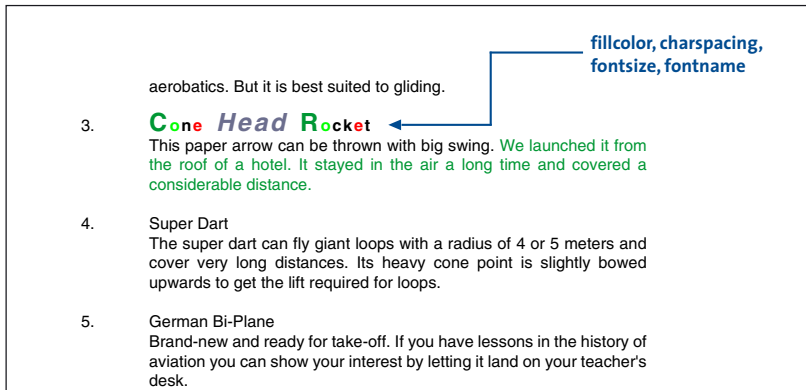 fillcolor, charspacing,
fontsize, fontname
aerobatics. But it is best suited to gliding.
3. Cone Head Rocket
This paper arrow can be thrown with big swing. We launched it from
the roof of a hotel. It stayed in the air a long time and covered a
considerable distance.
4. Super Dart
The super dart can fly giant loops with a radius of 4 or 5 meters and
cover very long distances. Its heavy cone point is slightly bowed
upwards to get the lift required for loops.
5. German Bi-Plane
Brand-new and ready for take-off. If you have lessons in the history of
aviation you can show your interest by letting it land on your teacher's
desk.